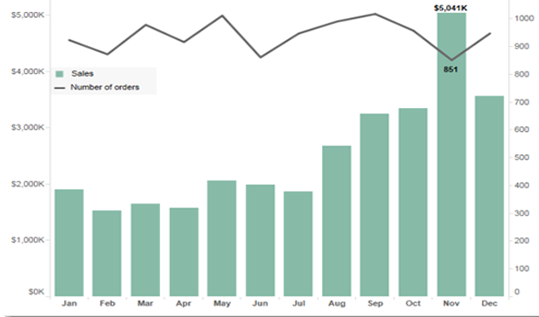 $5,041K
$5,000K
$4,000K
$3,000K
$2,000K
$1,000K
$0K
Sales
Number of orders
851
1000
900
800
700
600
500
400
300
200
100
0
Jan Feb Mar Apr May Jun Jul Aug Sep Oct Nov Dec